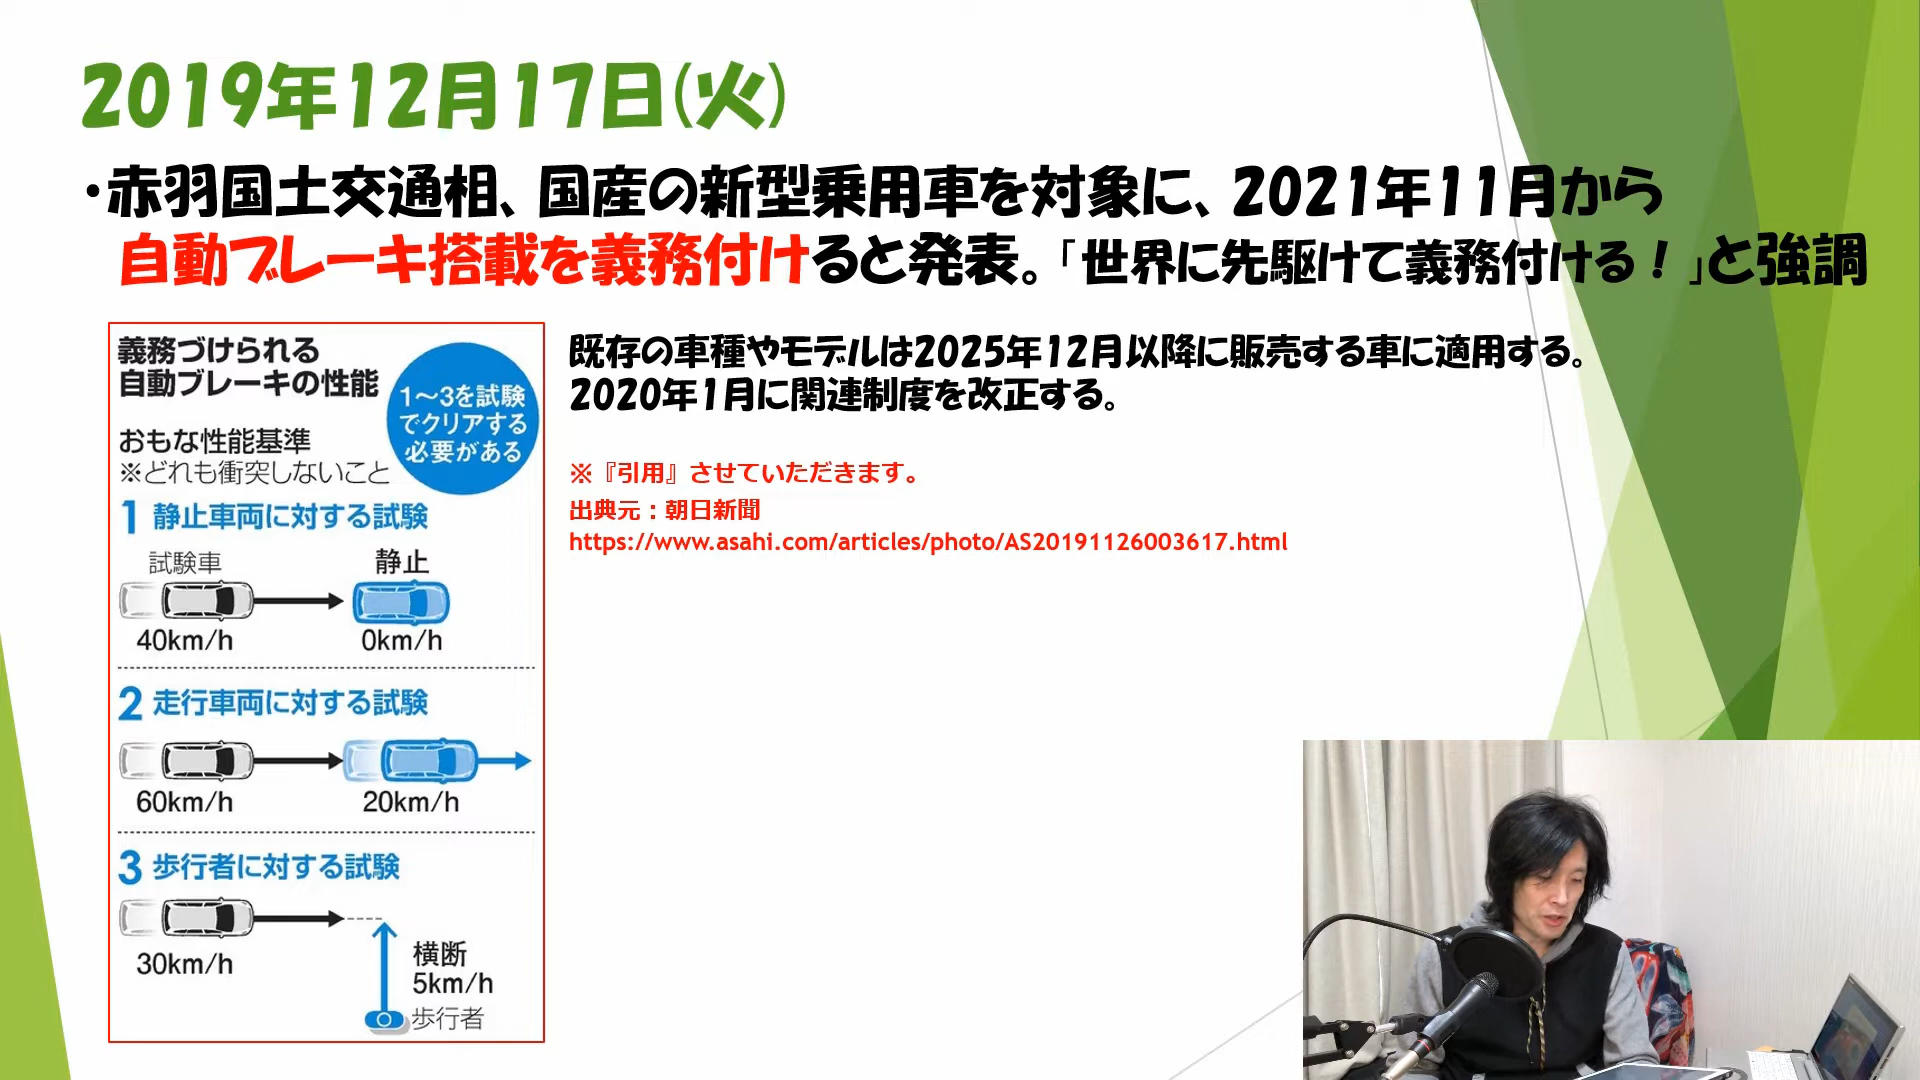 2019年12月17日(火)
・赤羽国土交通相、国産の新型乗用車を対象に、2021年11月から
自動ブレーキ搭載を義務付けると発表。「世界に先駆けて義務付ける！」と強調
義務づけられる
自動ブレーキの性能
1〜3を試験
でクリアする
必要がある
おもな性能基準
※どれも衝突しないこと
1 静止車両に対する試験
試験車 静止
40km/h 0km/h
2 走行車両に対する試験
60km/h 20km/h
3 歩行者に対する試験
30km/h
横断
5km/h
歩行者
既存の車種やモデルは2025年12月以降に販売する車に適用する。
2020年1月に関連制度を改正する。
※『引用』させていただきます。
出典元：朝日新聞
https://www.asahi.com/articles/photo/AS20191126003617.html